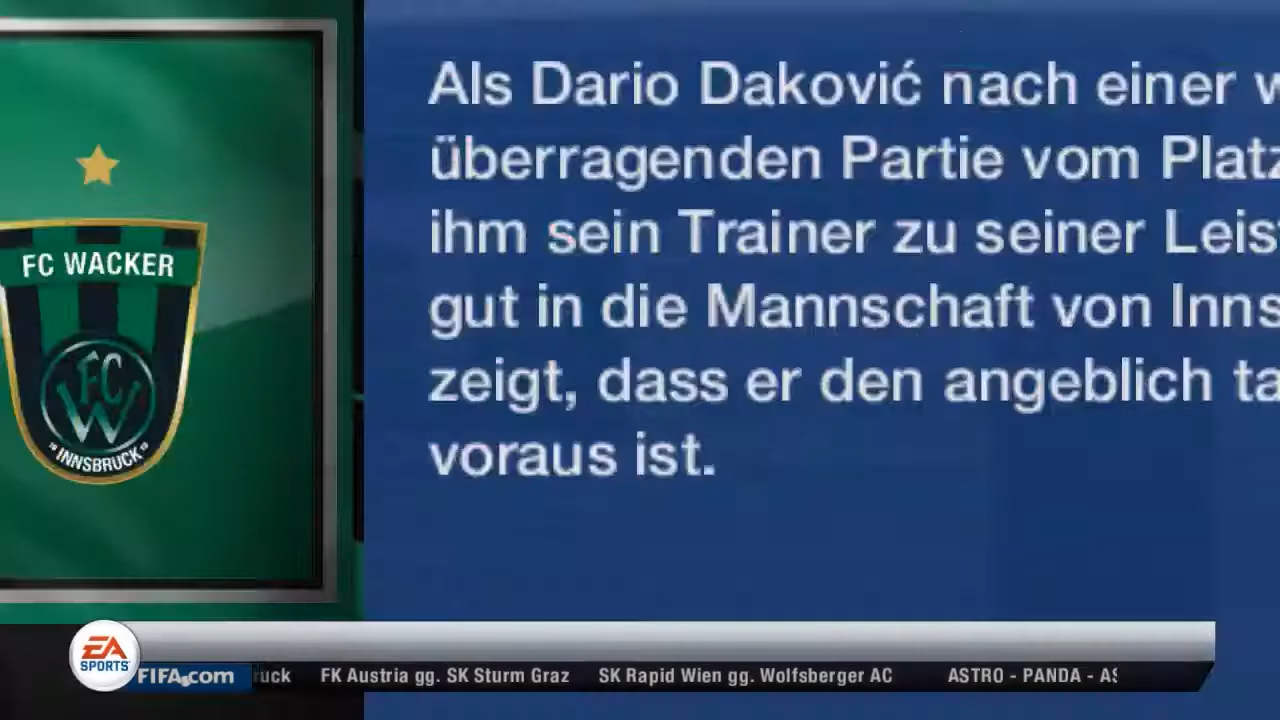 Als Dario Daković nach einer
überragenden Partie vom Platz
ihm sein Trainer zu seiner
gut in die Mannschaft von
zeigt, dass er den angeblich
voraus ist.
FC WACKER
FCW
INNSBRUCK
EA
SPORTS
FIFA.com
FK Austria gg. SK Sturm Graz SK Rapid Wien gg. Wolfsberger AC ASTRO - PANDA -